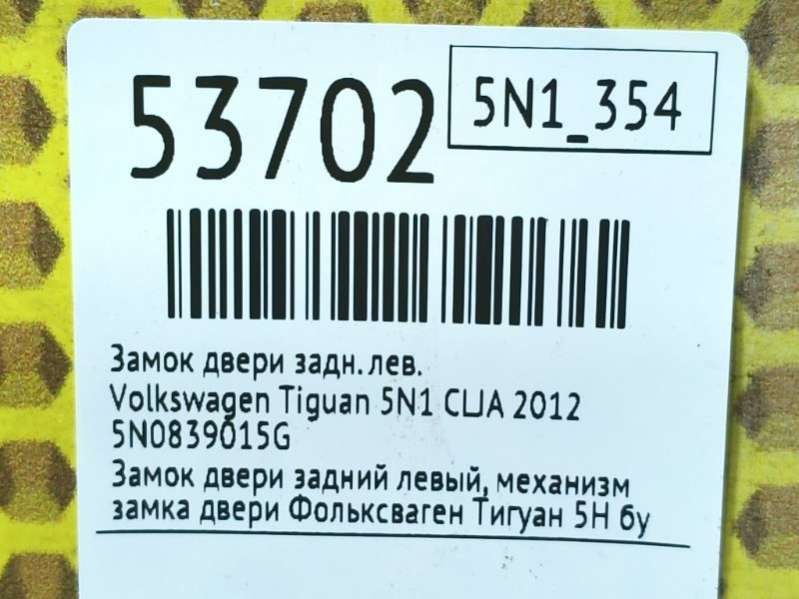 53702
5N1_354
Замок двери задн. лев.
Volkswagen Tiguan 5N1 США 2012
5N0839015G
Замок двери задний левый, механизм
замка двери Фольксваген Тигуан 5Н бу